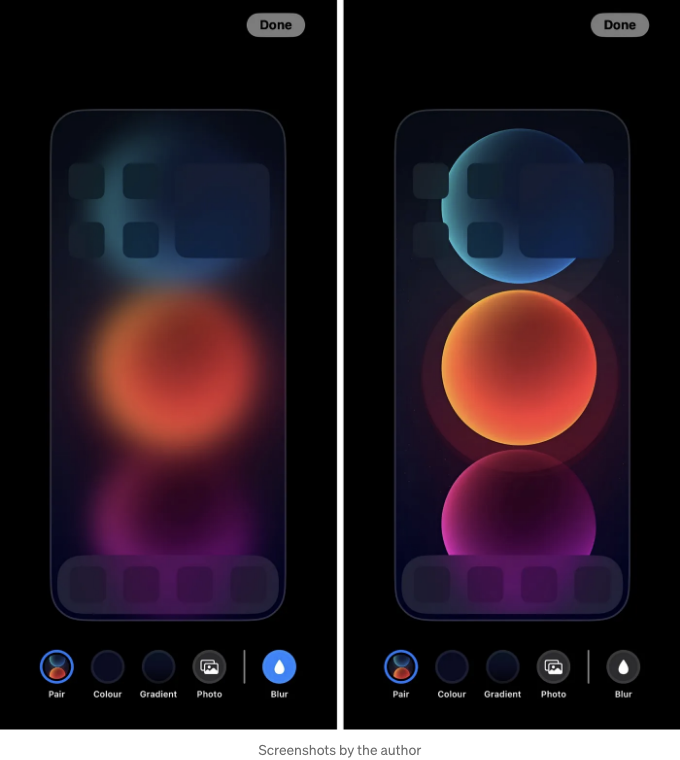 Done
Done
Pair Colour Gradient Photo Blur
Pair Colour Gradient Photo Blur
Screenshots by the author